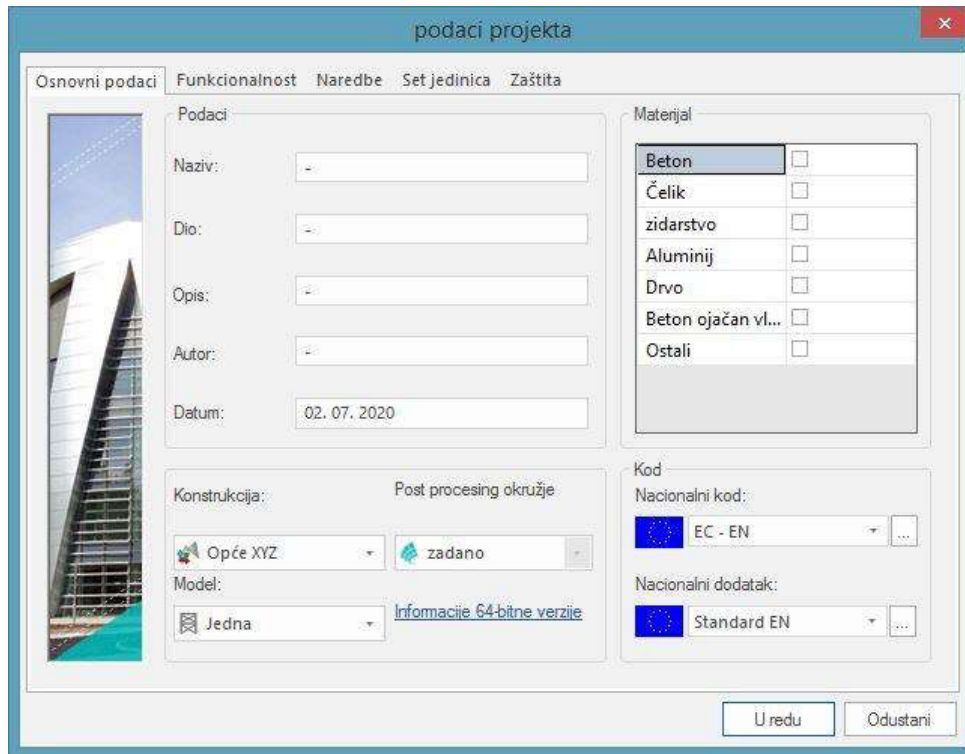 podaci projekta
Osnovni podaci Funkcionalnost Naredbe Set jedinica Zaštita
Podaci
Naziv: -
Dio: -
Opis: -
Autor: -
Datum: 02. 07. 2020
Materijal
Beton
Čelik
zidarstvo
Aluminij
Drvo
Beton ojačan vl...
Ostali
Konstrukcija:
Opće XYZ
Post procesing okružje
zadano
Model:
Jedna
Informacije 64-bitne verzije
Kod
Nacionalni kod:
EC - EN ...
Nacionalni dodatak:
Standard EN ...
U redu Odustani